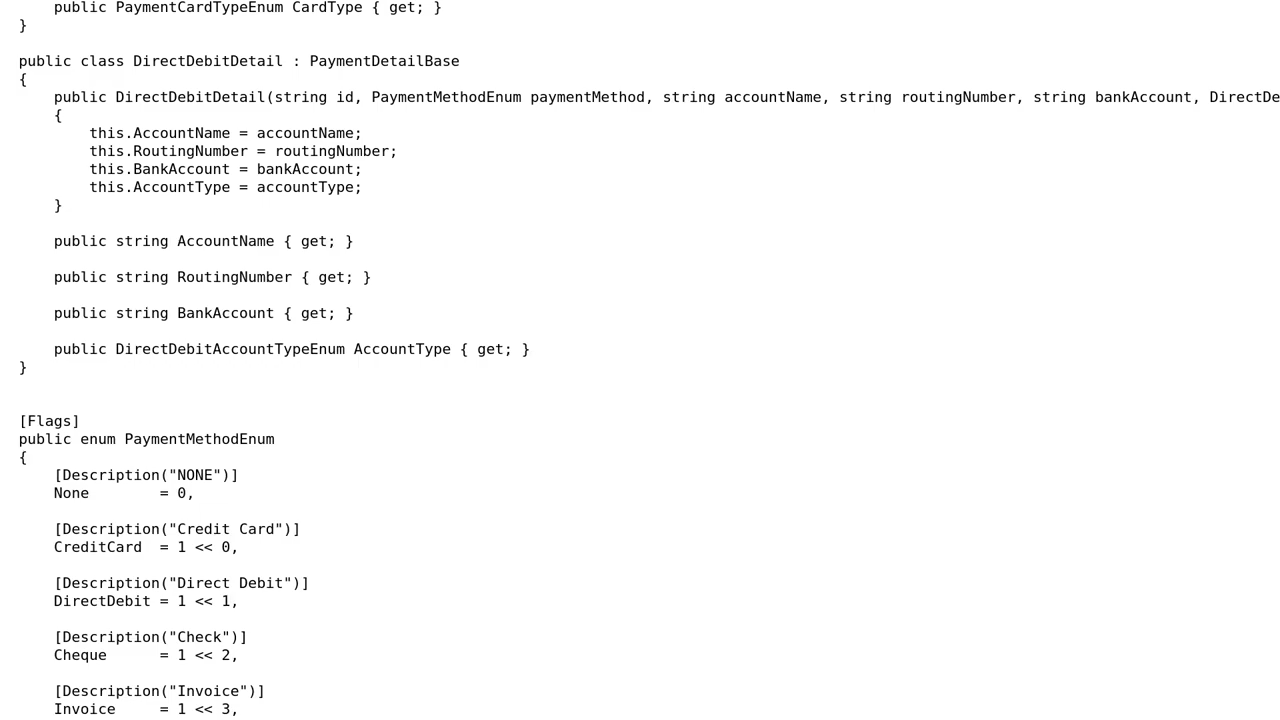 public PaymentCardTypeEnum CardType { get; }
}
public class DirectDebitDetail : PaymentDetailBase
{
public DirectDebitDetail(string id, PaymentMethodEnum paymentMethod, string accountName, string routingNumber, string bankAccount, DirectDe
{
this.AccountName = accountName;
this.RoutingNumber = routingNumber;
this.BankAccount = bankAccount;
this.AccountType = accountType;
}
public string AccountName { get; }
public string RoutingNumber { get; }
public string BankAccount { get; }
public DirectDebitAccountTypeEnum AccountType { get; }
}
[Flags]
public enum PaymentMethodEnum
{
[Description("NONE")]
None = 0,
[Description("Credit Card")]
CreditCard = 1 << 0,
[Description("Direct Debit")]
DirectDebit = 1 << 1,
[Description("Check")]
Cheque = 1 << 2,
[Description("Invoice")]
Invoice = 1 << 3,